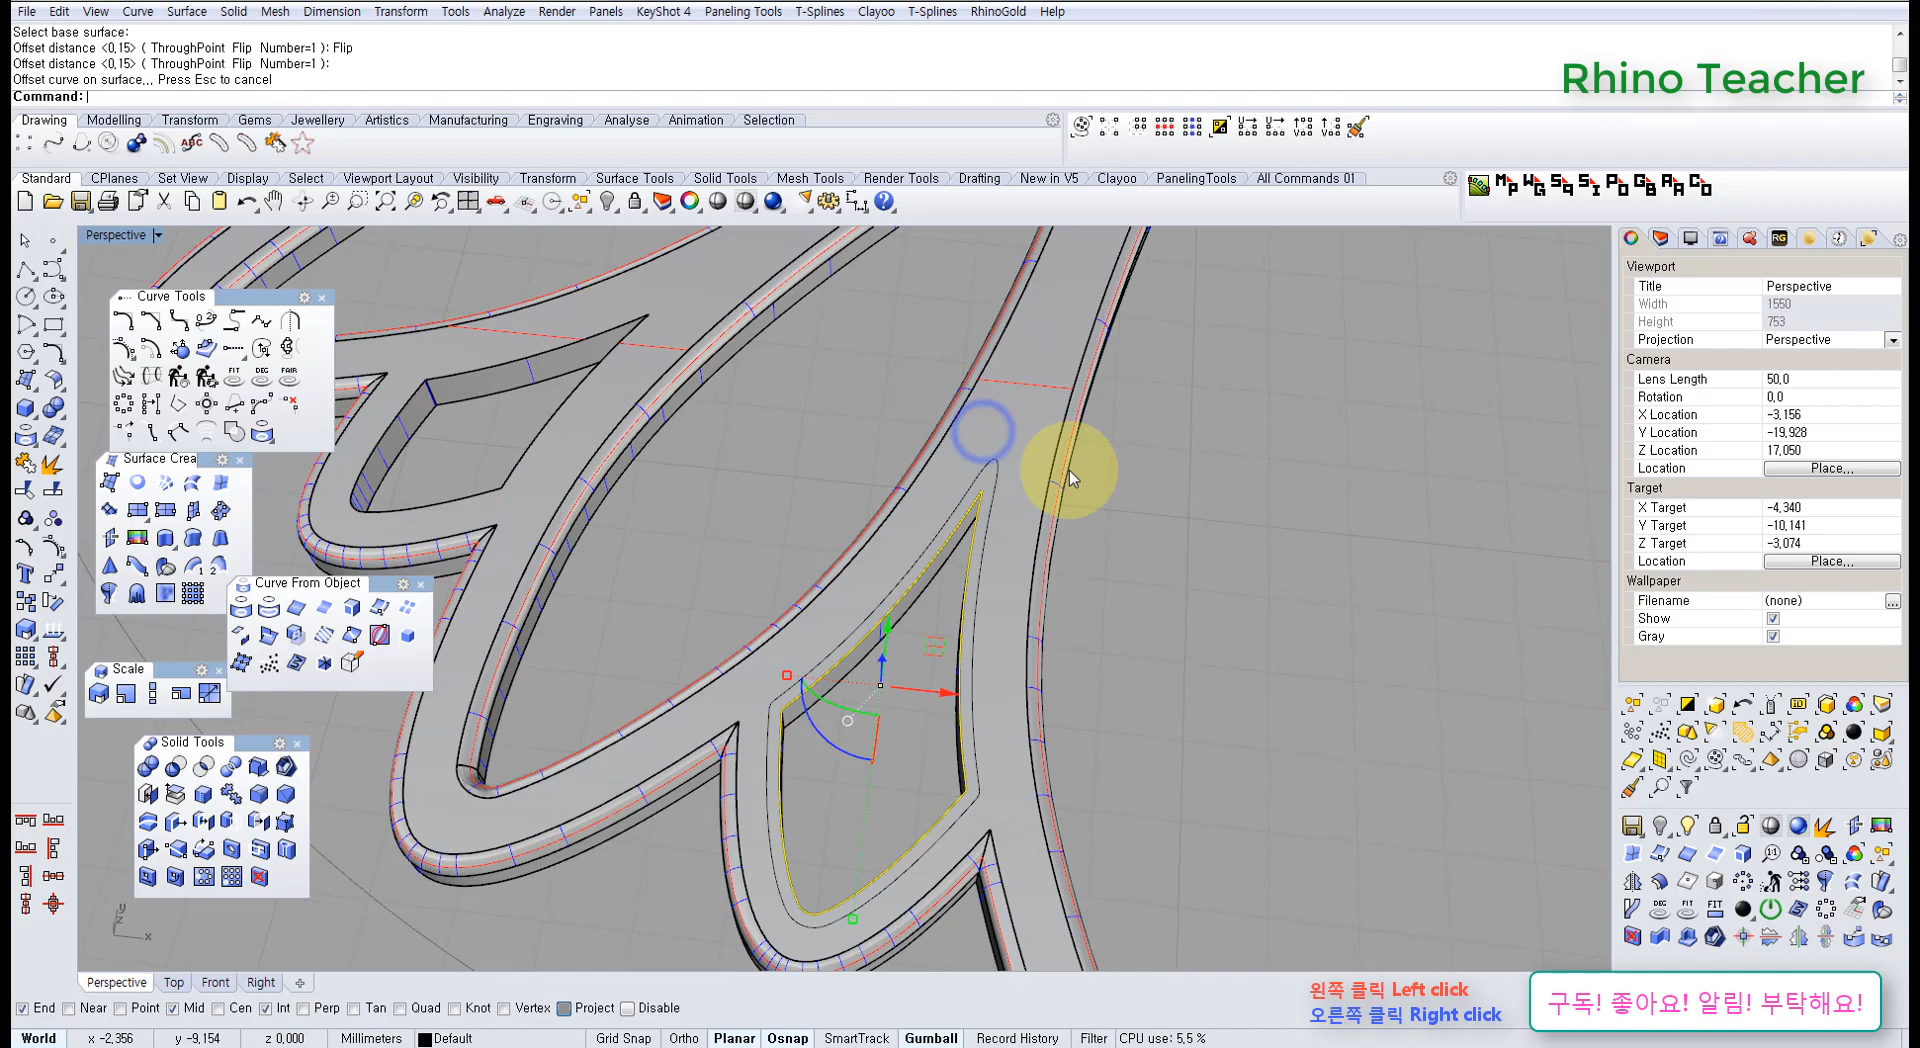 File Edit View Curve Surface Solid Mesh Dimension Transform Tools Analyze Render Panels KeyShot 4 Paneling Tools T-Splines Clayoo T-Splines RhinoGold Help
Select base surface:
Offset distance <0,15> ( ThroughPoint Flip Number=1 ): Flip
Offset distance <0,15> ( ThroughPoint Flip Number=1 ):
Offset curve on surface... Press Esc to cancel
Command:
Rhino Teacher
Drawing Modelling Transform Gems Jewellery Artistics Manufacturing Engraving Analyse Animation Selection
Standard CPlanes Set View Display Select Viewport Layout Visibility Transform Surface Tools Solid Tools Mesh Tools Render Tools Drafting New in V5 Clayoo PanelingTools All Commands 01
Perspective
Curve Tools
FIT DEG FAIR
Surface Crea
Curve From Object
Scale
Solid Tools
Viewport
Title Perspective
Width 1550
Height 753
Projection Perspective
Camera
Lens Length 50,0
Rotation 0,0
X Location -3,156
Y Location -19,928
Z Location 17,050
Location Place...
Target
X Target -4,340
Y Target -10,141
Z Target -3,074
Location Place...
Wallpaper
Filename (none)
Show
Gray
DEG FIT FIT
Perspective Top Front Right
End Near Point Mid Cen Int Perp Tan Quad Knot Vertex Project Disable
왼쪽 클릭 Left click
오른쪽 클릭 Right click
구독! 좋아요! 알림! 부탁해요!
World x -2,356 y -9,154 z 0,000 Millimeters Default Grid Snap Ortho Planar Osnap SmartTrack Gumball Record History Filter CPU use: 5,5 %